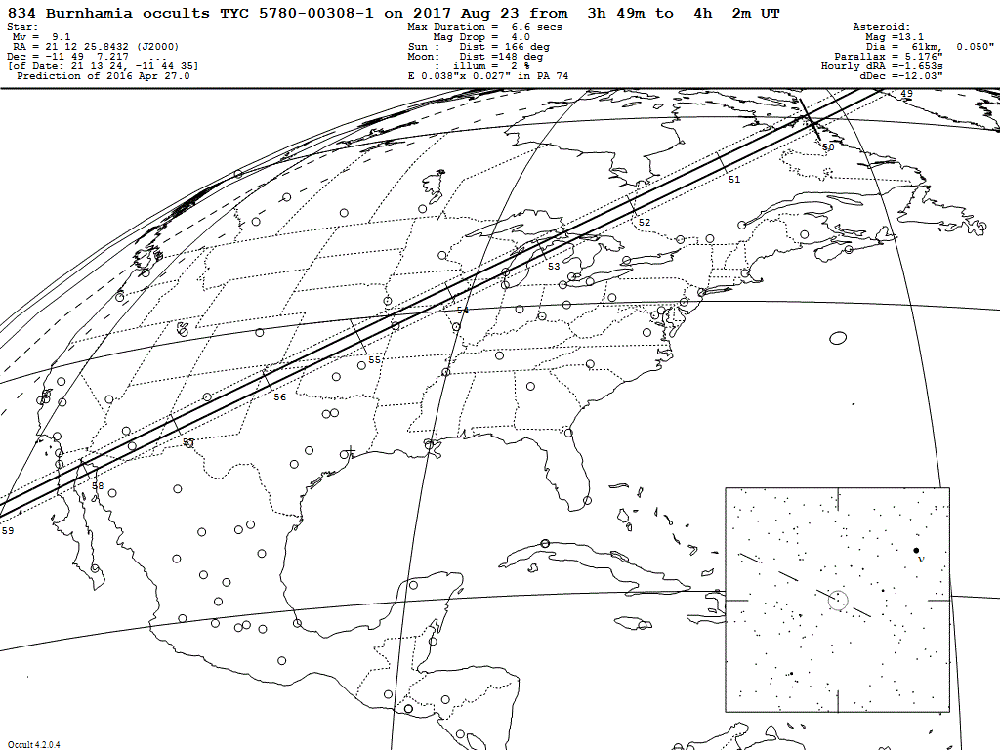 834 Burnhamia occults TYC 5780-00308-1 on 2017 Aug 23 from  3h 49m to  4h  2m UT
Star:
Mv =  9.1
RA = 21 12 25.8432 (J2000)
Dec = -11 49  7.217  ...
[of Date: 21 13 24, -11 44 35]
Prediction of 2016 Apr 27.0
Max Duration =  6.6 secs
Mag Drop =  4.0
Sun :   Dist = 166 deg
Moon:   Dist =148 deg
:  illum =  2 %
E 0.038"x 0.027" in PA 74
Asteroid:
Mag =13.1
Dia =  61km,  0.050"
Parallax = 5.176"
Hourly dRA =-1.653s
dDec =-12.03"
49
50
51
52
53
54
55
56
57
58
59
V
Occult 4.2.0.4